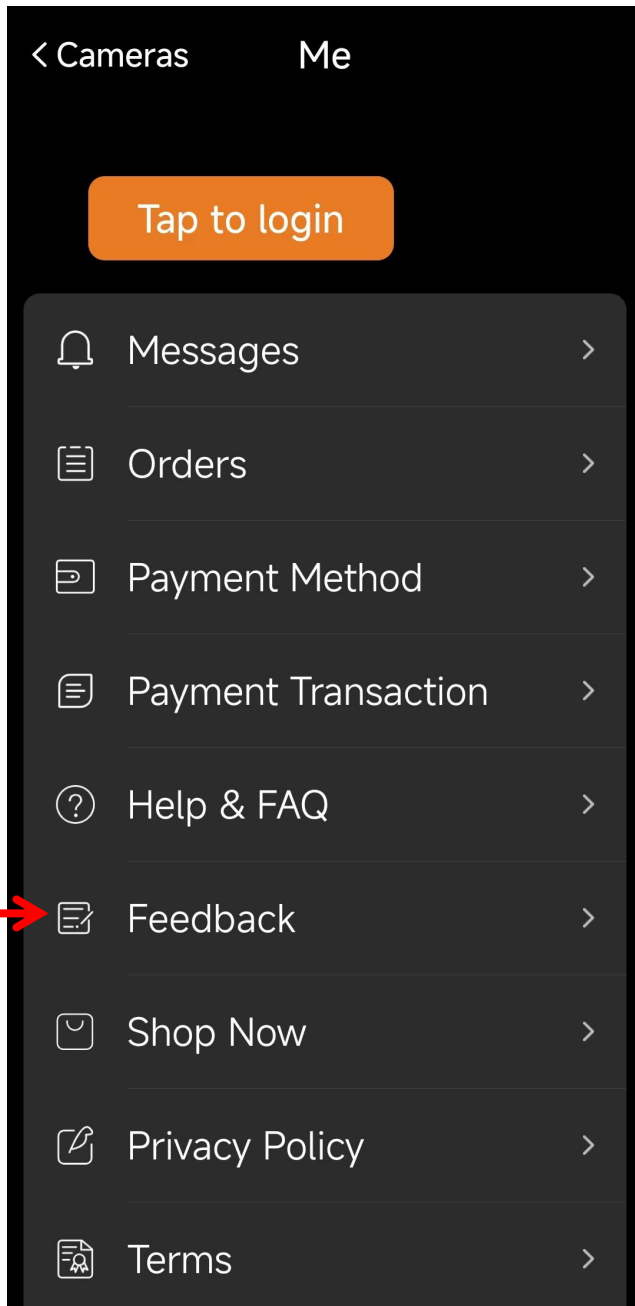 < Cameras Me
Tap to login
Messages
Orders
Payment Method
Payment Transaction
Help & FAQ
Feedback
Shop Now
Privacy Policy
Terms